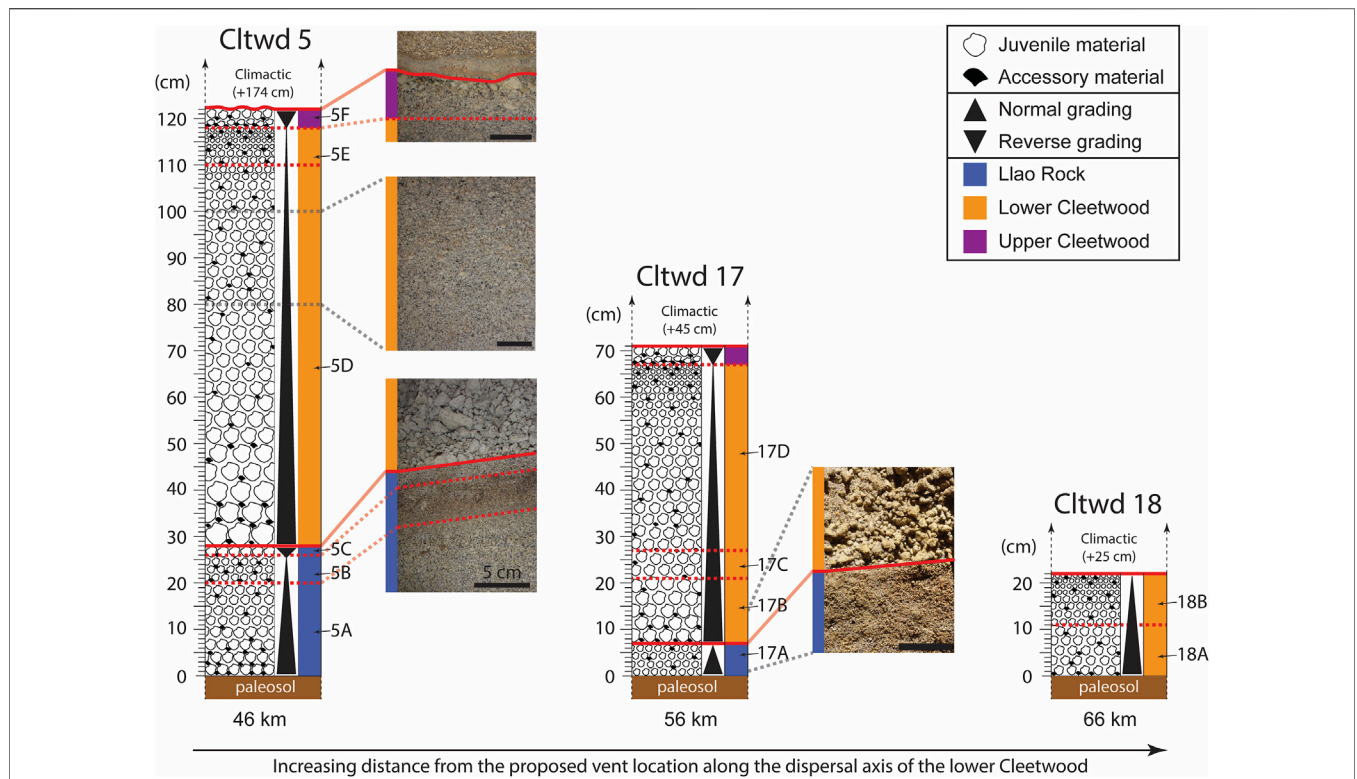 Cltwd 5
(cm)
Climactic
(+174 cm)
120
110
100
90
80
70
60
50
40
30
20
10
0
5F
5E
5D
5C
5B
5A
paleosol
46 km
5 cm
Cltwd 17
(cm)
Climactic
(+45 cm)
70
60
50
40
30
20
10
0
17D
17C
17B
17A
paleosol
56 km
Cltwd 18
(cm)
Climactic
(+25 cm)
20
10
0
18B
18A
paleosol
66 km
Juvenile material
Accessory material
Normal grading
Reverse grading
Llao Rock
Lower Cleetwood
Upper Cleetwood
Increasing distance from the proposed vent location along the dispersal axis of the lower Cleetwood